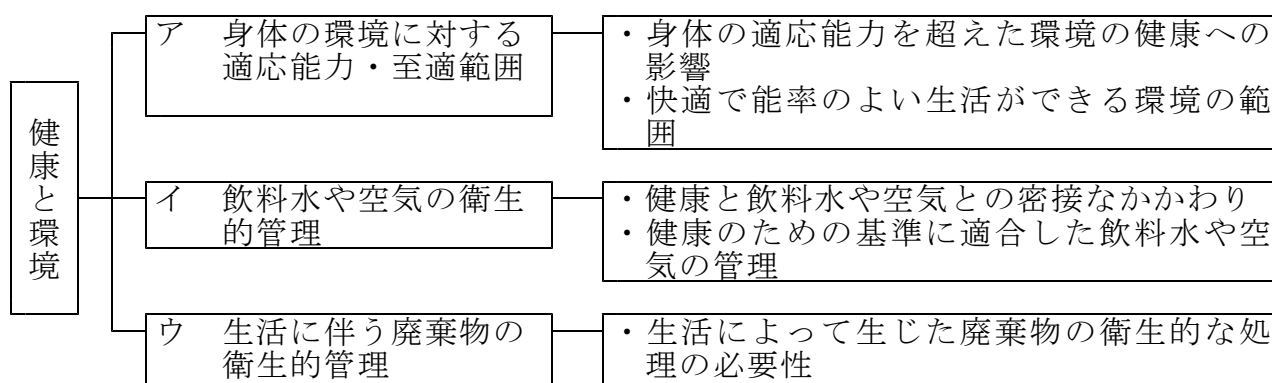 健康と環境
ア　身体の環境に対する
適応能力・至適範囲
・身体の適応能力を超えた環境の健康への
影響
・快適で能率のよい生活ができる環境の範
囲
イ　飲料水や空気の衛生
的管理
・健康と飲料水や空気との密接なかかわり
・健康のための基準に適合した飲料水や空
気の管理
ウ　生活に伴う廃棄物の
衛生的管理
・生活によって生じた廃棄物の衛生的な処
理の必要性